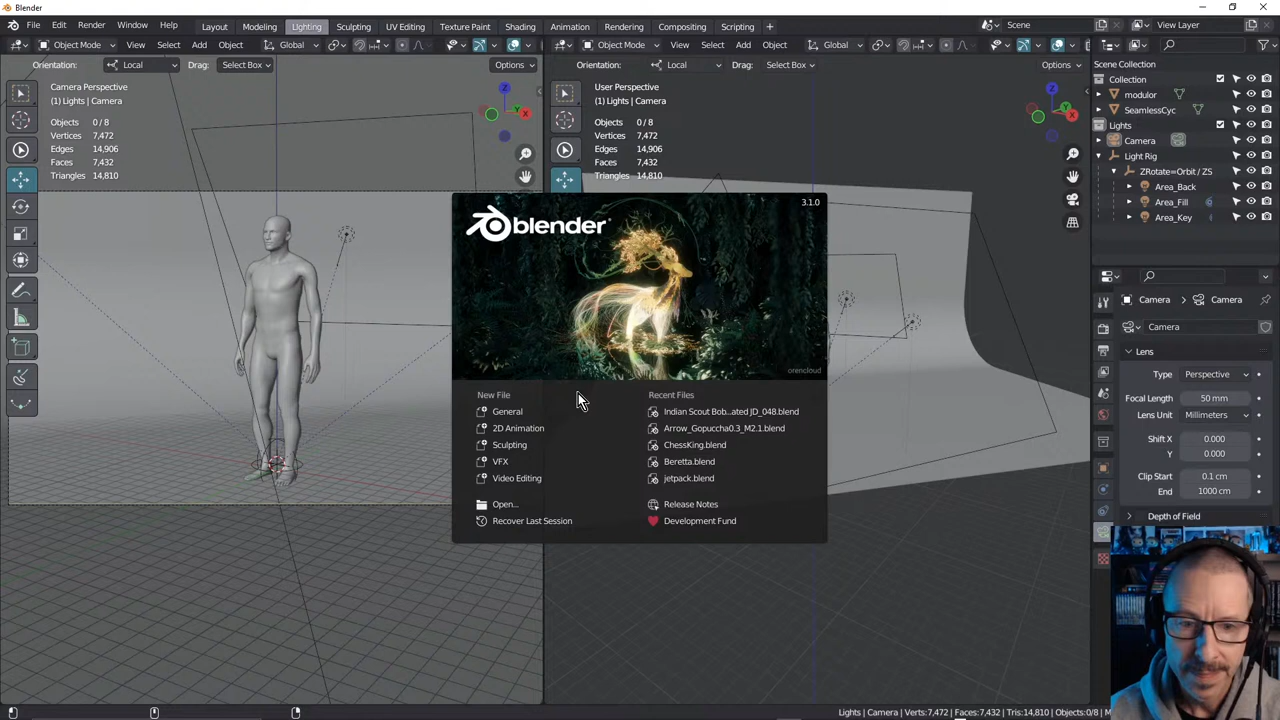 Blender
File Edit Render Window Help
Layout Modeling Lighting Sculpting UV Editing Texture Paint Shading Animation Rendering Compositing Scripting +
Scene
View Layer
Object Mode View Select Add Object Global
Object Mode View Select Add Object Global
Orientation: Local Drag: Select Box Options
Orientation: Local Drag: Select Box Options
Camera Perspective
(1) Lights | Camera
Objects 0 / 8
Vertices 7,472
Edges 14,906
Faces 7,432
Triangles 14,810
Z
Y
X
User Perspective
(1) Lights | Camera
Objects 0 / 8
Vertices 7,472
Edges 14,906
Faces 7,432
Triangles 14,810
Z
Y
X
blender
3.1.0
orencloud
New File
General
2D Animation
Sculpting
VFX
Video Editing
Open...
Recover Last Session
Recent Files
Indian Scout Bob...ated JD_048.blend
Arrow_Gopuccha0.3_M2.1.blend
ChessKing.blend
Beretta.blend
jetpack.blend
Release Notes
Development Fund
Scene Collection
Collection
modulor
SeamlessCyc
Lights
Camera
Light Rig
ZRotate=Orbit / ZS
Area_Back
Area_Fill
Area_Key
Camera > Camera
Camera
Lens
Type Perspective
Focal Length 50 mm
Lens Unit Millimeters
Shift X 0.000
Y 0.000
Clip Start 0.1 cm
End 1000 cm
Depth of Field
Lights | Camera | Verts:7,472 | Faces:7,432 | Tris:14,810 | Objects:0/8 | M